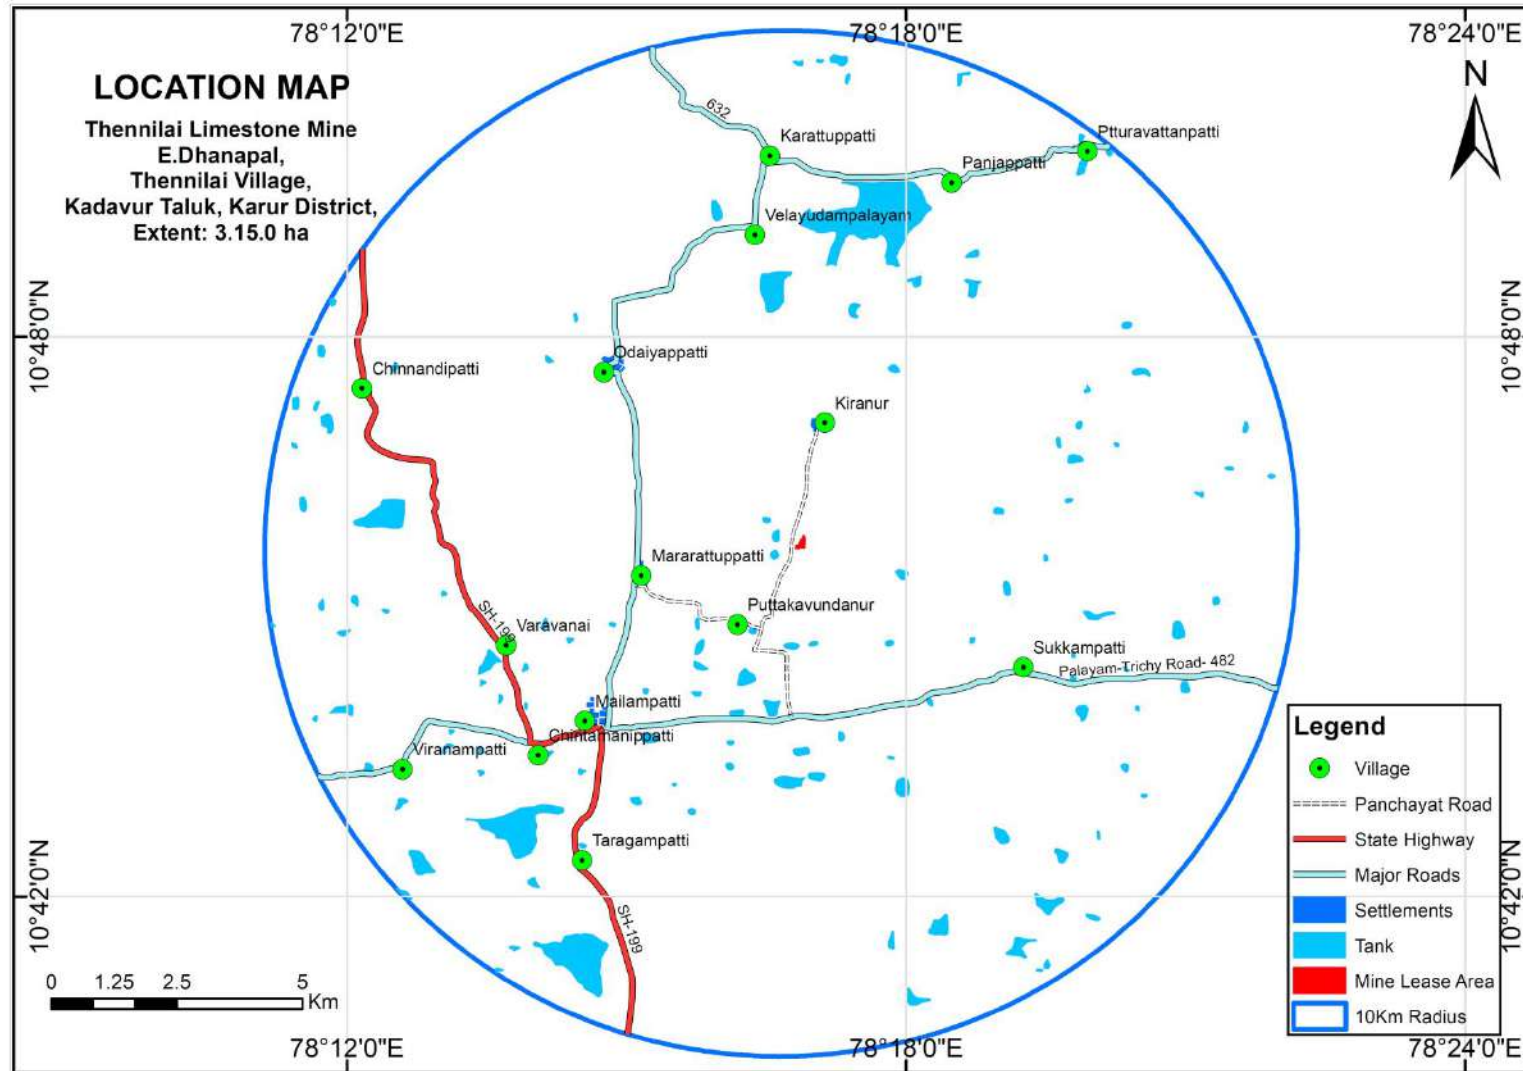 78°12'0"E
78°18'0"E
78°24'0"E
LOCATION MAP
Thennilai Limestone Mine
E.Dhanapal,
Thennilai Village,
Kadavur Taluk, Karur District,
Extent: 3.15.0 ha
N
632
Karattuppatti
Ptturavattanpatti
Panjappatti
Velayudampalayam
10°48'0"N
10°48'0"N
Odaiyappatti
Chinnandipatti
Kiranur
Mararattuppatti
Puttakavundanur
SH-199
Varavanai
Sukkampatti
Palayam-Trichy Road- 482
Mailampatti
Chintamanippatti
Viranampatti
Taragampatti
SH-199
10°42'0"N
10°42'0"N
Legend
Village
Panchayat Road
State Highway
Major Roads
Settlements
Tank
Mine Lease Area
10Km Radius
0 1.25 2.5 5
Km
78°12'0"E
78°18'0"E
78°24'0"E